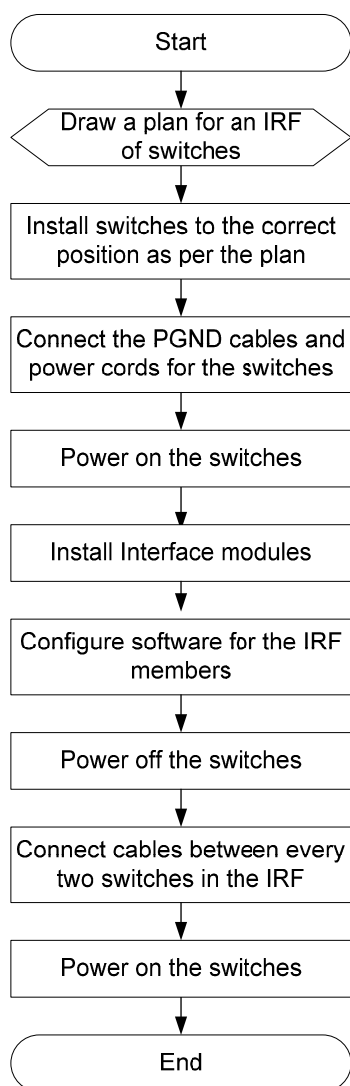 Start
Draw a plan for an IRF
of switches
Install switches to the correct
position as per the plan
Connect the PGND cables and
power cords for the switches
Power on the switches
Install Interface modules
Configure software for the IRF
members
Power off the switches
Connect cables between every
two switches in the IRF
Power on the switches
End